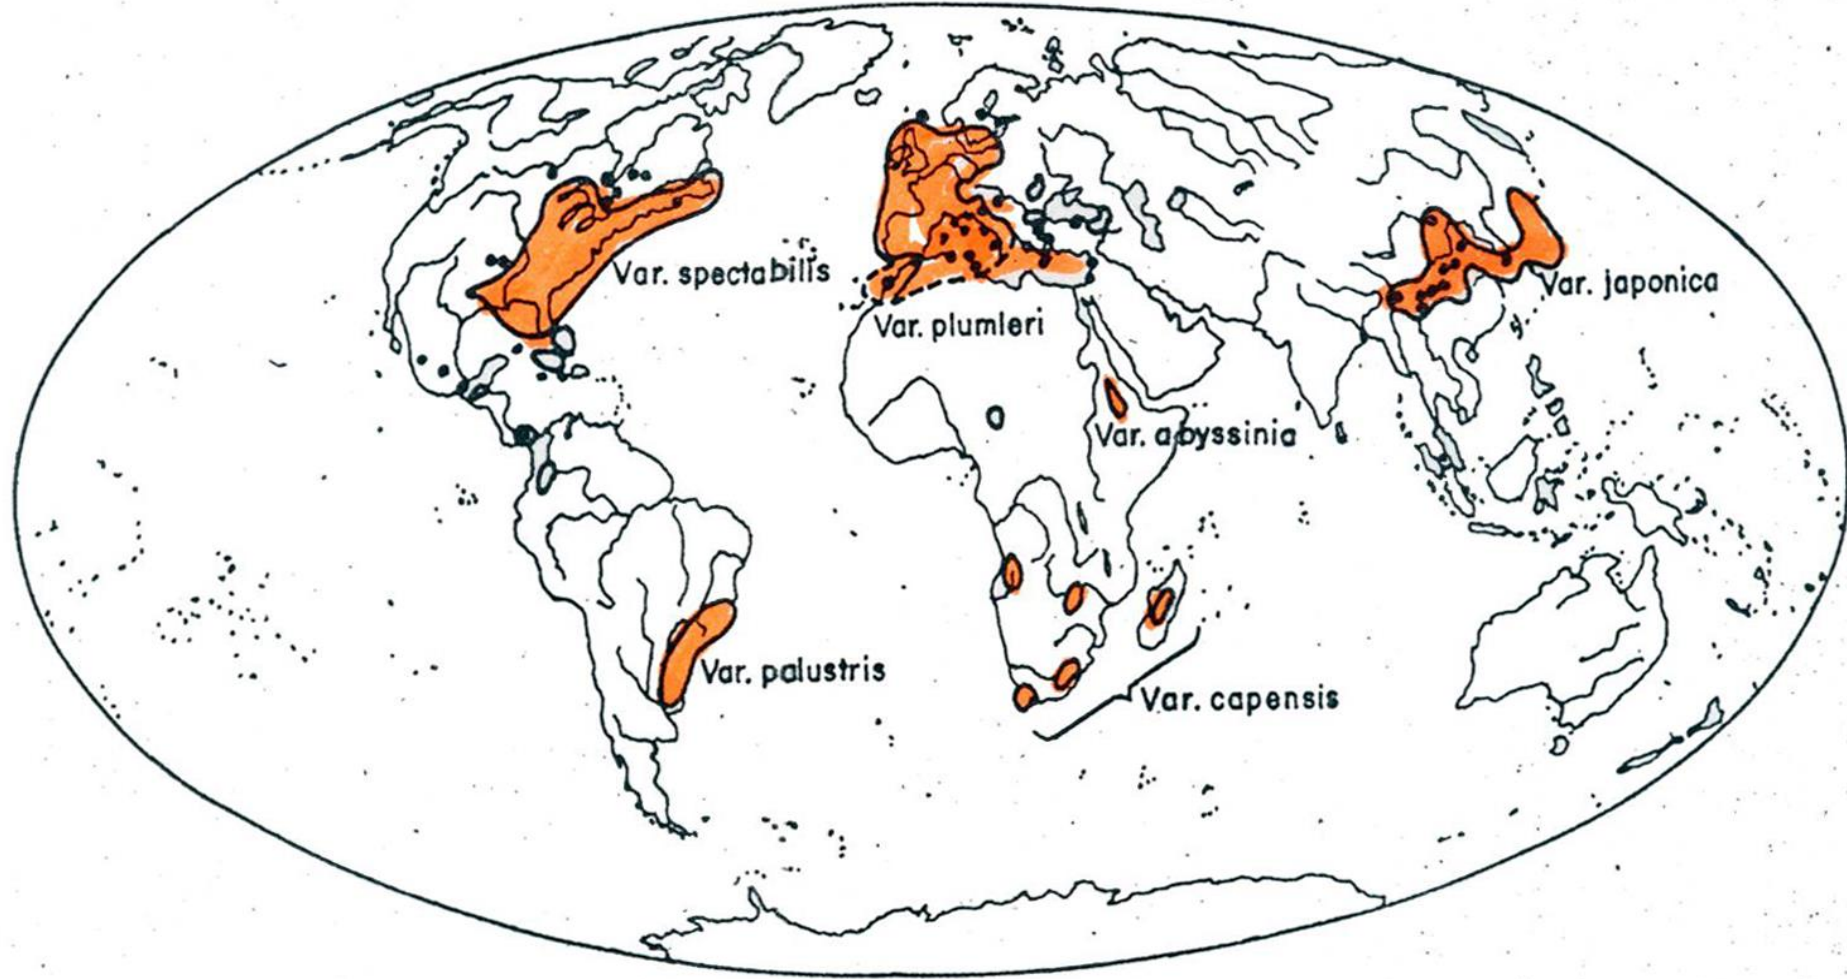 Var. spectabilis
Var. plumleri
Var. japonica
Var. abyssinia
Var. palustris
Var. capensis